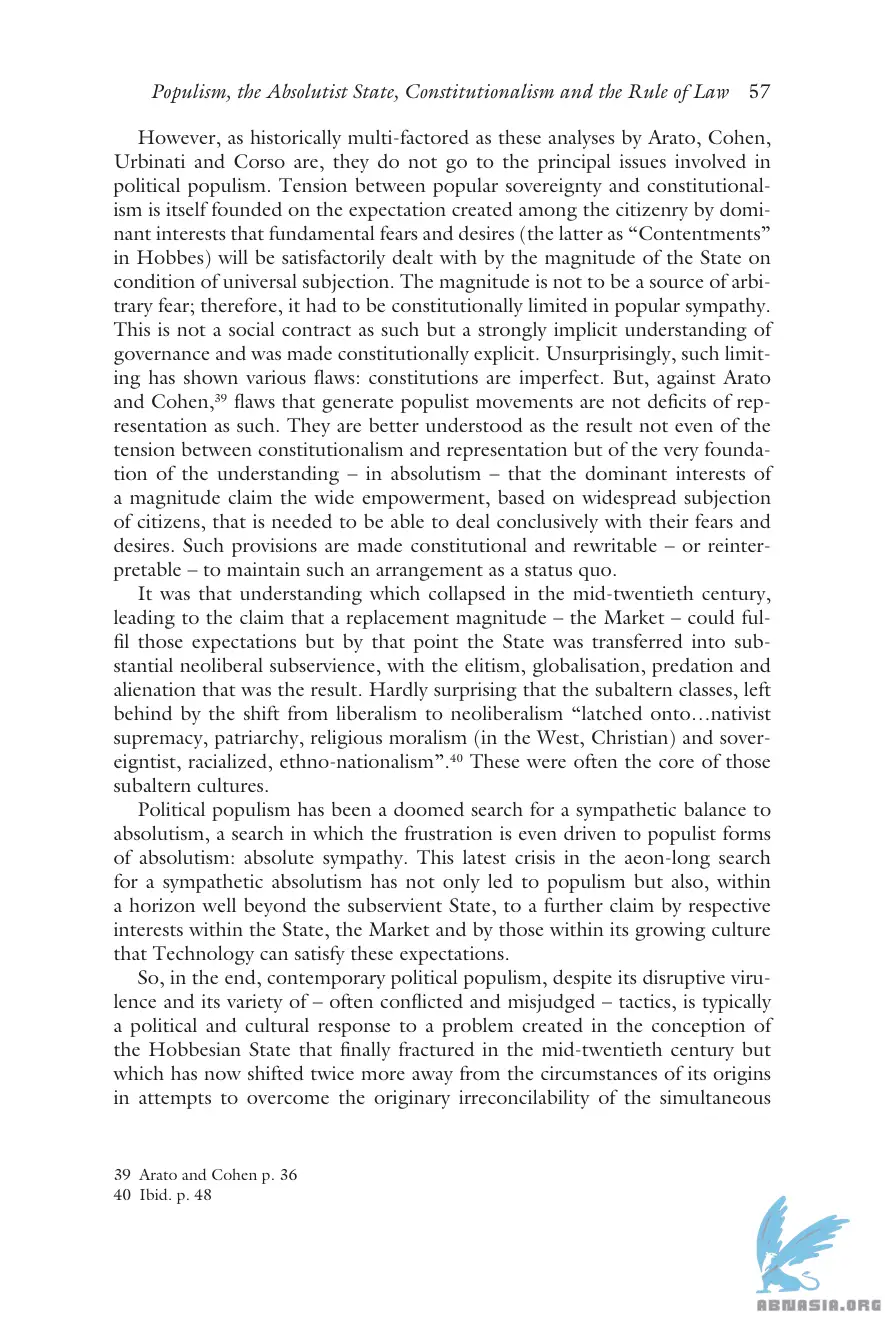 Populism, the Absolutist State, Constitutionalism and the Rule of Law 57
However, as historically multi-factored as these analyses by Arato, Cohen,
Urbinati and Corso are, they do not go to the principal issues involved in
political populism. Tension between popular sovereignty and constitutional-
ism is itself founded on the expectation created among the citizenry by domi-
nant interests that fundamental fears and desires (the latter as “Contentments”
in Hobbes) will be satisfactorily dealt with by the magnitude of the State on
condition of universal subjection. The magnitude is not to be a source of arbi-
trary fear; therefore, it had to be constitutionally limited in popular sympathy.
This is not a social contract as such but a strongly implicit understanding of
governance and was made constitutionally explicit. Unsurprisingly, such limit-
ing has shown various flaws: constitutions are imperfect. But, against Arato
and Cohen,³⁹ flaws that generate populist movements are not deficits of rep-
resentation as such. They are better understood as the result not even of the
tension between constitutionalism and representation but of the very founda-
tion of the understanding – in absolutism – that the dominant interests of
a magnitude claim the wide empowerment, based on widespread subjection
of citizens, that is needed to be able to deal conclusively with their fears and
desires. Such provisions are made constitutional and rewritable – or reinter-
pretable – to maintain such an arrangement as a status quo.
It was that understanding which collapsed in the mid-twentieth century,
leading to the claim that a replacement magnitude – the Market – could ful-
fil those expectations but by that point the State was transferred into sub-
stantial neoliberal subservience, with the elitism, globalisation, predation and
alienation that was the result. Hardly surprising that the subaltern classes, left
behind by the shift from liberalism to neoliberalism “latched onto…nativist
supremacy, patriarchy, religious moralism (in the West, Christian) and sover-
eigntist, racialized, ethno-nationalism”.⁴⁰ These were often the core of those
subaltern cultures.
Political populism has been a doomed search for a sympathetic balance to
absolutism, a search in which the frustration is even driven to populist forms
of absolutism: absolute sympathy. This latest crisis in the aeon-long search
for a sympathetic absolutism has not only led to populism but also, within
a horizon well beyond the subservient State, to a further claim by respective
interests within the State, the Market and by those within its growing culture
that Technology can satisfy these expectations.
So, in the end, contemporary political populism, despite its disruptive viru-
lence and its variety of – often conflicted and misjudged – tactics, is typically
a political and cultural response to a problem created in the conception of
the Hobbesian State that finally fractured in the mid-twentieth century but
which has now shifted twice more away from the circumstances of its origins
in attempts to overcome the originary irreconcilability of the simultaneous
39 Arato and Cohen p. 36
40 Ibid. p. 48
ABNASIA.ORG